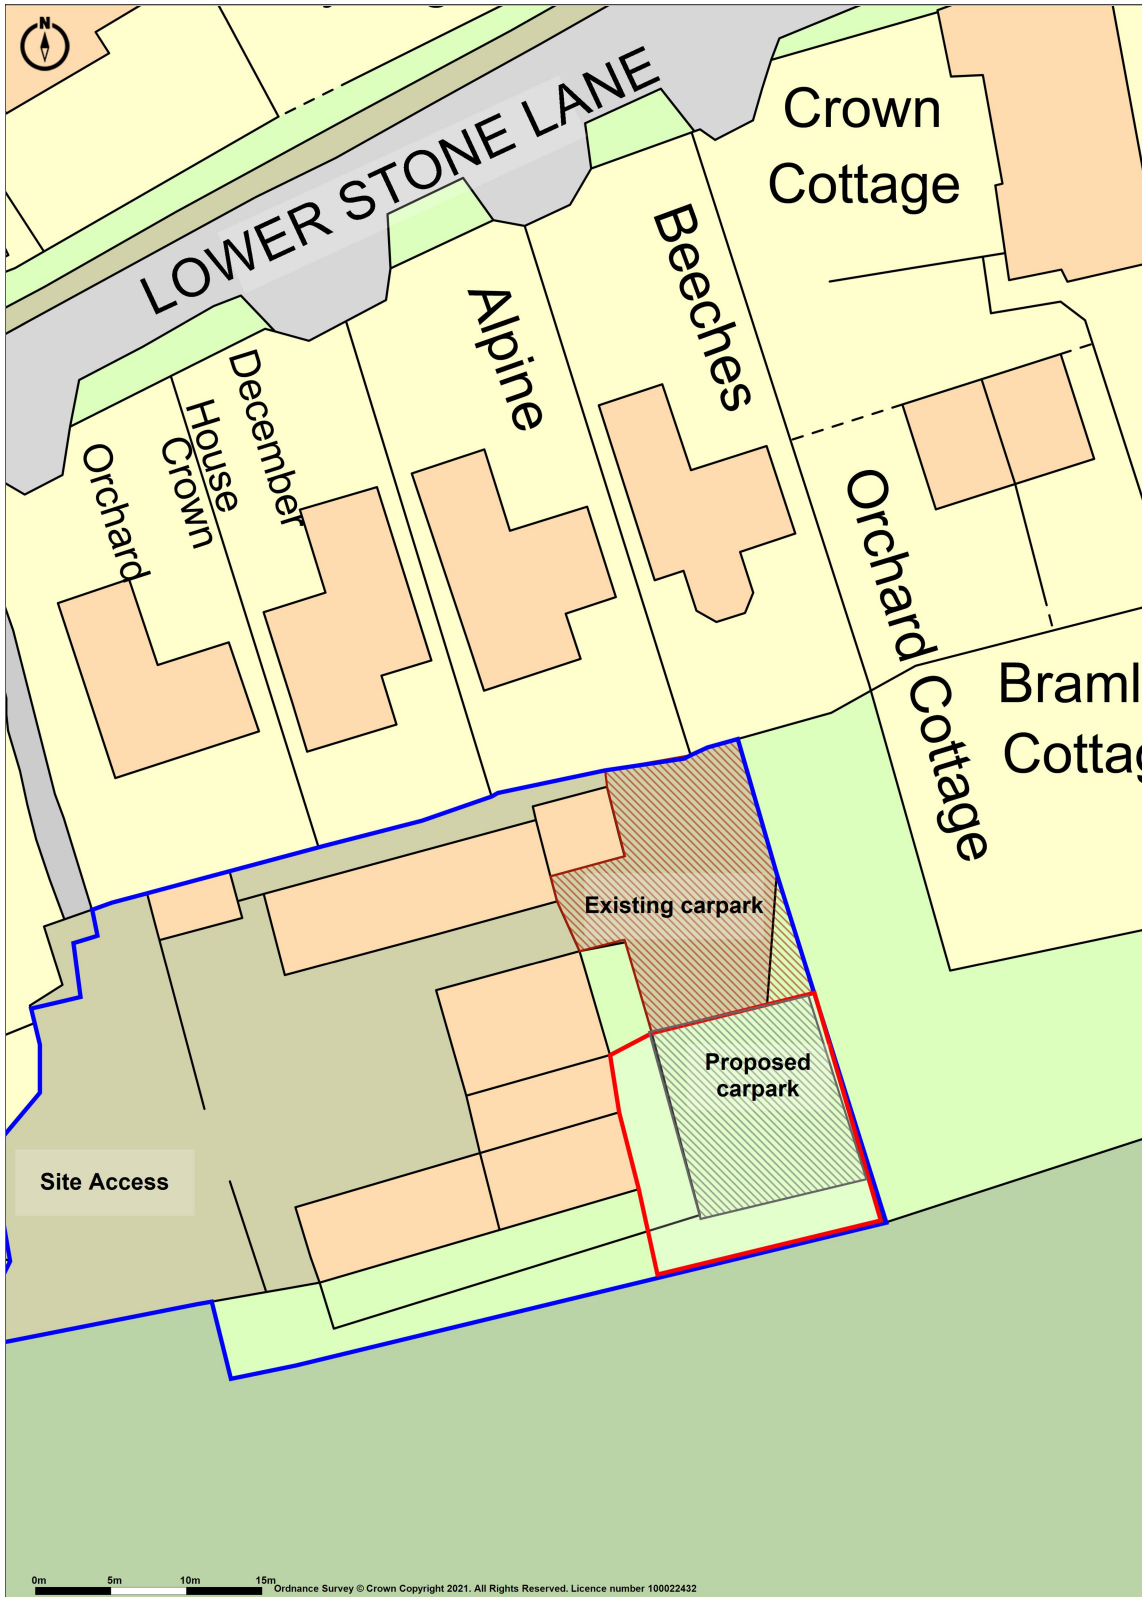 N
LOWER STONE LANE
Crown
Cottage
Beeches
Alpine
December
House
Crown
Orchard
Orchard Cottage
Existing carpark
Proposed
carpark
Site Access
0m 5m 10m 15m
Ordnance Survey © Crown Copyright 2021. All Rights Reserved. Licence number 100022432